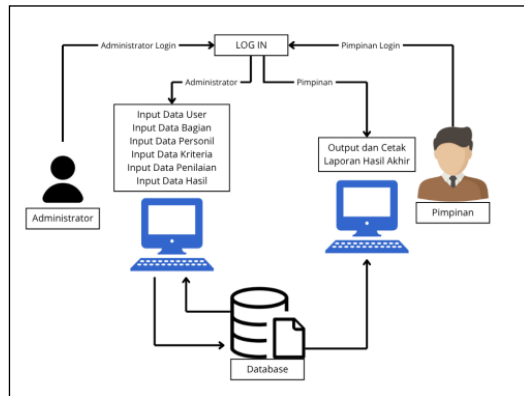 Administrator Login
LOG IN
Pimpinan Login
Administrator
Pimpinan
Input Data User
Input Data Bagian
Input Data Personil
Input Data Kriteria
Input Data Penilaian
Input Data Hasil
Output dan Cetak
Laporan Hasil Akhir
Administrator
Pimpinan
Database